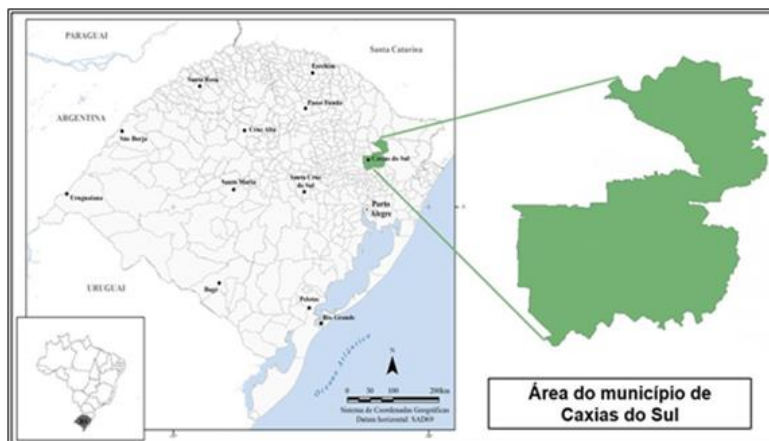 PARAGUAI
Santa Catarina
Erechim
Santa Rosa
Passo Fundo
ARGENTINA
Cruz Alta
São Borja
Caxias do Sul
Santa Maria
Santa Cruz
do Sul
Uruguaiana
Porto
Alegre
URUGUAI
Bagé
Pelotas
Rio Grande
Oceano Atlântico
N
0 50 100 200km
Sistema de Coordenadas Geográficas
Datum horizontal SAD69
Área do município de
Caxias do Sul